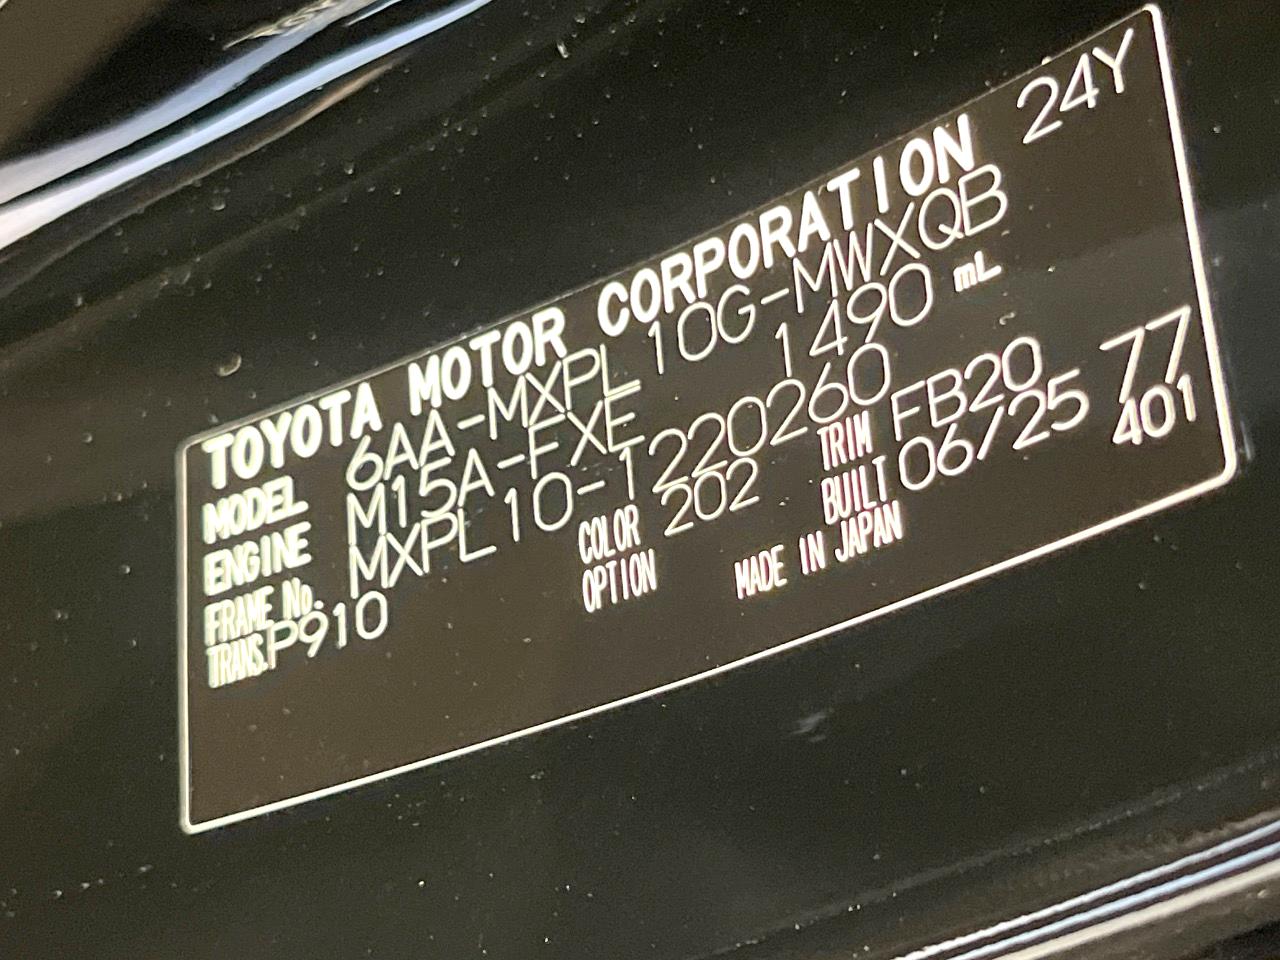 TOYOTA MOTOR CORPORATION 24Y
MODEL 6AA-MXPL10G-MWXQB
ENGINE M15A-FXE 1490 mL
FRAME No. MXPL10-1220260
TRANS. P910 COLOR 202 TRIM FB20 77
OPTION BUILT 06/25 401
MADE IN JAPAN